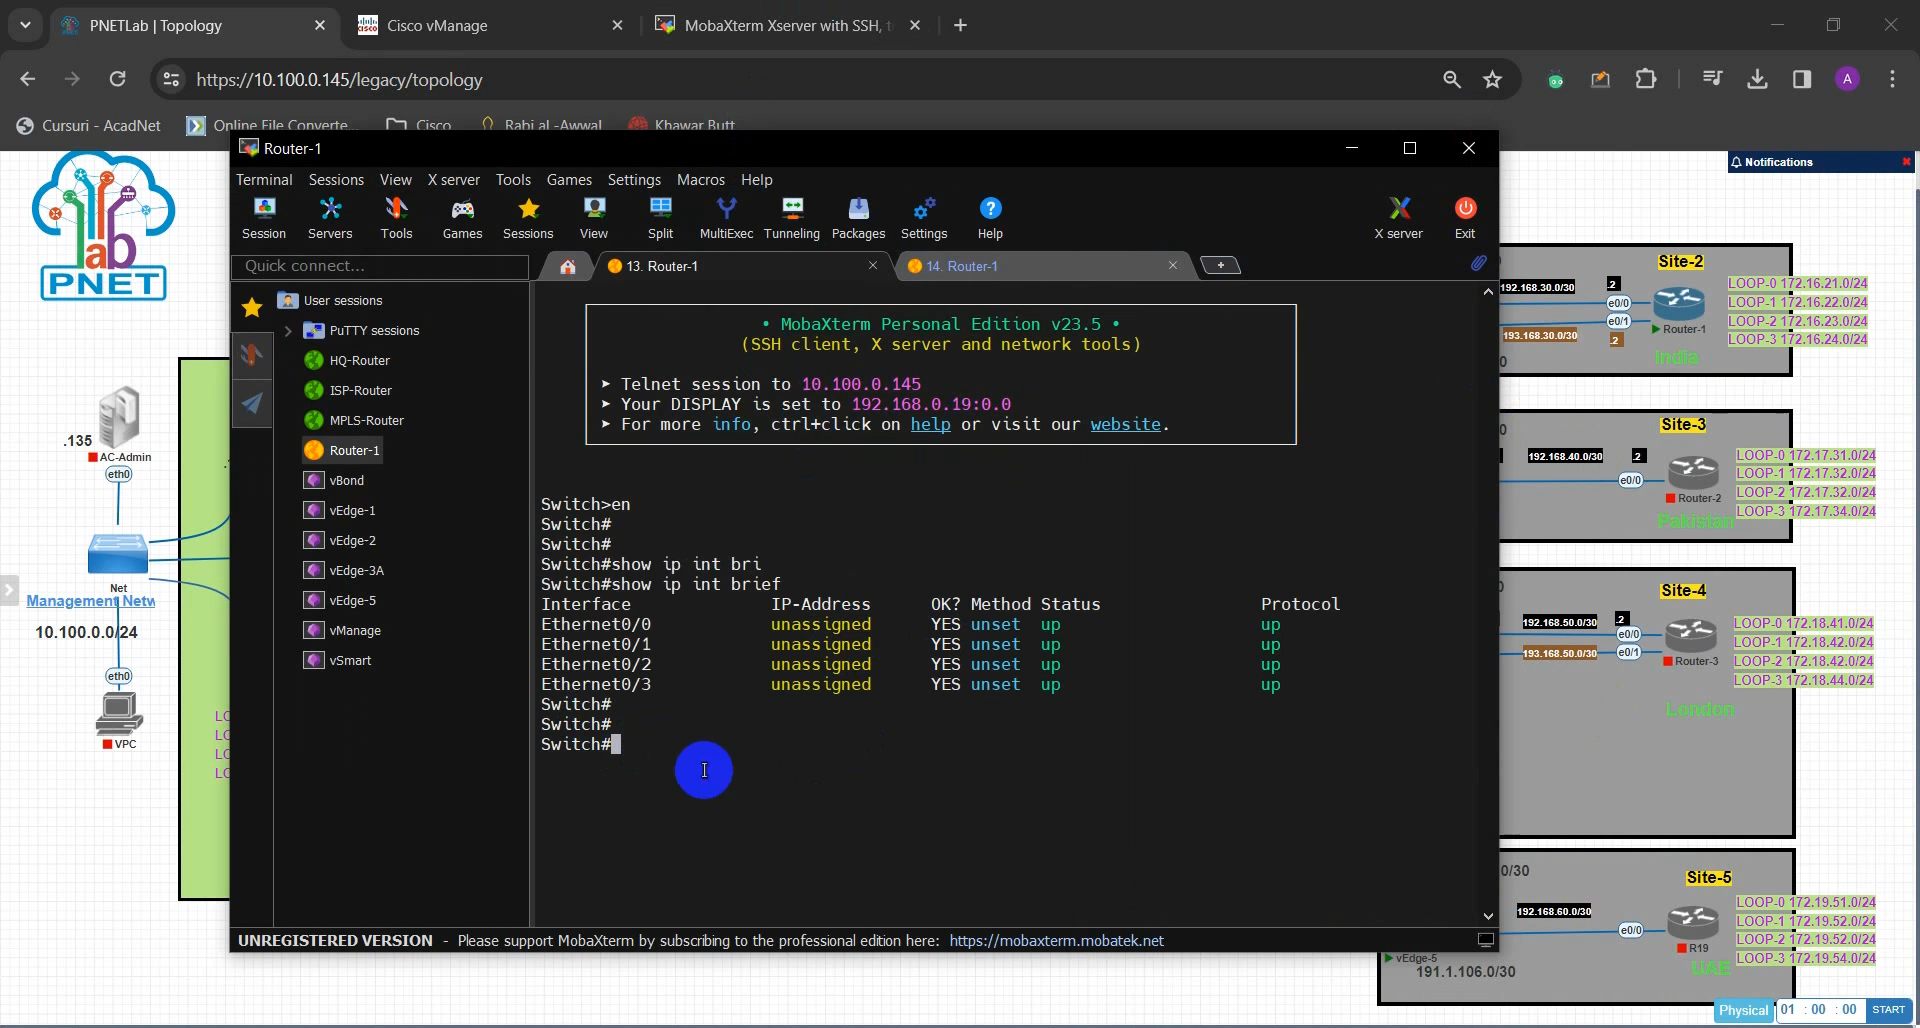 PNETLab | Topology
Cisco vManage
MobaXterm Xserver with SSH, t
https://10.100.0.145/legacy/topology
A
Cursuri - AcadNet
Online File Converte...
Cisco
Rabi al -Awwal
Khawar Butt
lab
PNET
Router-1
Terminal Sessions View X server Tools Games Settings Macros Help
Session Servers Tools Games Sessions View Split MultiExec Tunneling Packages Settings Help
X server Exit
Quick connect...
13. Router-1
14. Router-1
User sessions
PuTTY sessions
HQ-Router
ISP-Router
MPLS-Router
Router-1
vBond
vEdge-1
vEdge-2
vEdge-3A
vEdge-5
vManage
vSmart
• MobaXterm Personal Edition v23.5 •
(SSH client, X server and network tools)
➤ Telnet session to 10.100.0.145
➤ Your DISPLAY is set to 192.168.0.19:0.0
➤ For more info, ctrl+click on help or visit our website.
Switch>en
Switch#
Switch#
Switch#show ip int bri
Switch#show ip int brief
Interface IP-Address OK? Method Status Protocol
Ethernet0/0 unassigned YES unset up up
Ethernet0/1 unassigned YES unset up up
Ethernet0/2 unassigned YES unset up up
Ethernet0/3 unassigned YES unset up up
Switch#
Switch#
Switch#
UNREGISTERED VERSION - Please support MobaXterm by subscribing to the professional edition here: https://mobaxterm.mobatek.net
.135
AC-Admin
eth0
Net
Management Netw
10.100.0.0/24
eth0
VPC
LC
LC
LC
LC
Notifications
Site-2
192.168.30.0/30
.2
e0/0
e0/1
193.168.30.0/30
.2
Router-1
India
LOOP-0 172.16.21.0/24
LOOP-1 172.16.22.0/24
LOOP-2 172.16.23.0/24
LOOP-3 172.16.24.0/24
0
Site-3
0
192.168.40.0/30
.2
e0/0
Router-2
Pakistan
LOOP-0 172.17.31.0/24
LOOP-1 172.17.32.0/24
LOOP-2 172.17.32.0/24
LOOP-3 172.17.34.0/24
Site-4
0
192.168.50.0/30
.2
e0/0
193.168.50.0/30
e0/1
Router-3
London
LOOP-0 172.18.41.0/24
LOOP-1 172.18.42.0/24
LOOP-2 172.18.42.0/24
LOOP-3 172.18.44.0/24
0/30
Site-5
192.168.60.0/30
e0/0
R19
UAE
LOOP-0 172.19.51.0/24
LOOP-1 172.19.52.0/24
LOOP-2 172.19.52.0/24
LOOP-3 172.19.54.0/24
vEdge-5
191.1.106.0/30
Physical
01 : 00 : 00
START